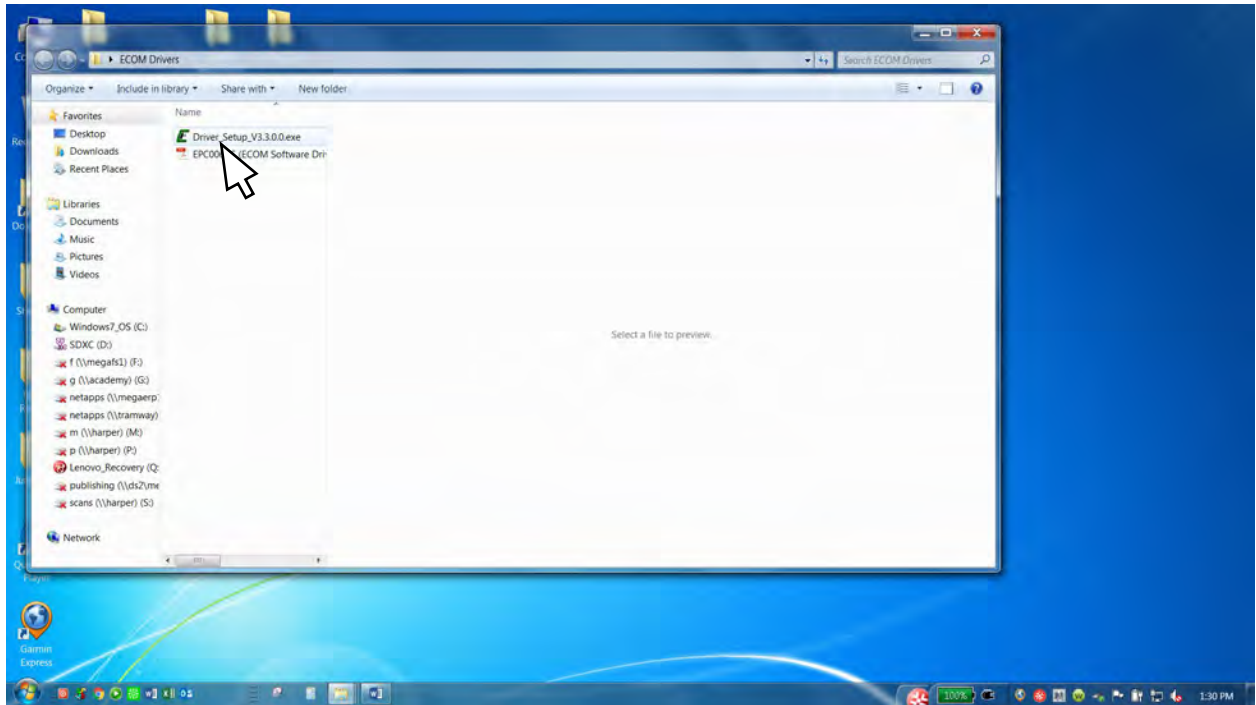 ECOM Drivers
Search ECOM Drivers
Organize
Include in library
Share with
New folder
Favorites
Desktop
Downloads
Recent Places
Libraries
Documents
Music
Pictures
Videos
Computer
Windows7_OS (C:)
SDXC (D:)
f (\\megafs1) (F:)
g (\\academy) (G:)
netapps (\\megaerp
netapps (\\tramway)
m (\\harper) (M:)
p (\\harper) (P:)
Lenovo_Recovery (Q:
publishing (\\ds2\me
scans (\\harper) (S:)
Network
Name
Driver_Setup_V3.3.0.0.exe
(ECOM Software Dri
Select a file to preview.
Player
Garmin
Express
100%
1:30 PM